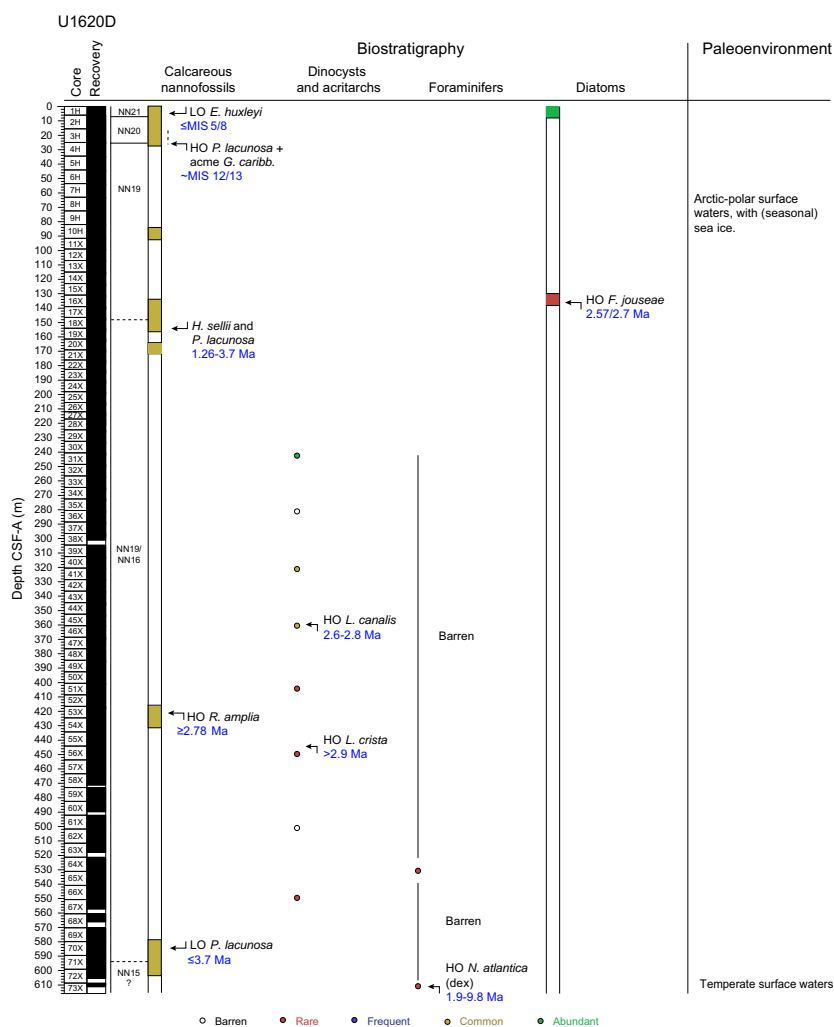 U1620D
Biostratigraphy
Paleoenvironment
Core
Recovery
Calcareous
nannofossils
Dinocysts
and acritarchs
Foraminifers
Diatoms
Depth CSF-A (m)
0
10
20
30
40
50
60
70
80
90
100
110
120
130
140
150
160
170
180
190
200
210
220
230
240
250
260
270
280
290
300
310
320
330
340
350
360
370
380
390
400
410
420
430
440
450
460
470
480
490
500
510
520
530
540
550
560
570
580
590
600
610
1H
2H
3H
4H
5H
6H
7H
8H
9H
10H
11X
12X
13X
14X
15X
16X
17X
18X
19X
20X
21X
22X
23X
24X
25X
26X
27X
28X
29X
30X
31X
32X
33X
34X
35X
36X
37X
38X
39X
40X
41X
42X
43X
44X
45X
46X
47X
48X
49X
50X
51X
52X
53X
54X
55X
56X
57X
58X
59X
60X
61X
62X
63X
64X
65X
66X
67X
68X
69X
70X
71X
72X
73X
NN21
NN20
NN19
NN19/
NN16
NN15
?
LO E. huxleyi
≤MIS 5/8
HO P. lacunosa +
acme G. caribb.
~MIS 12/13
H. sellii and
P. lacunosa
1.26-3.7 Ma
HO R. amplia
≥2.78 Ma
LO P. lacunosa
≤3.7 Ma
HO L. canalis
2.6-2.8 Ma
HO L. crista
>2.9 Ma
Barren
Barren
HO N. atlantica
(dex)
1.9-9.8 Ma
HO F. jouseae
2.57/2.7 Ma
Arctic-polar surface
waters, with (seasonal)
sea ice.
Temperate surface waters
Barren Rare Frequent Common Abundant